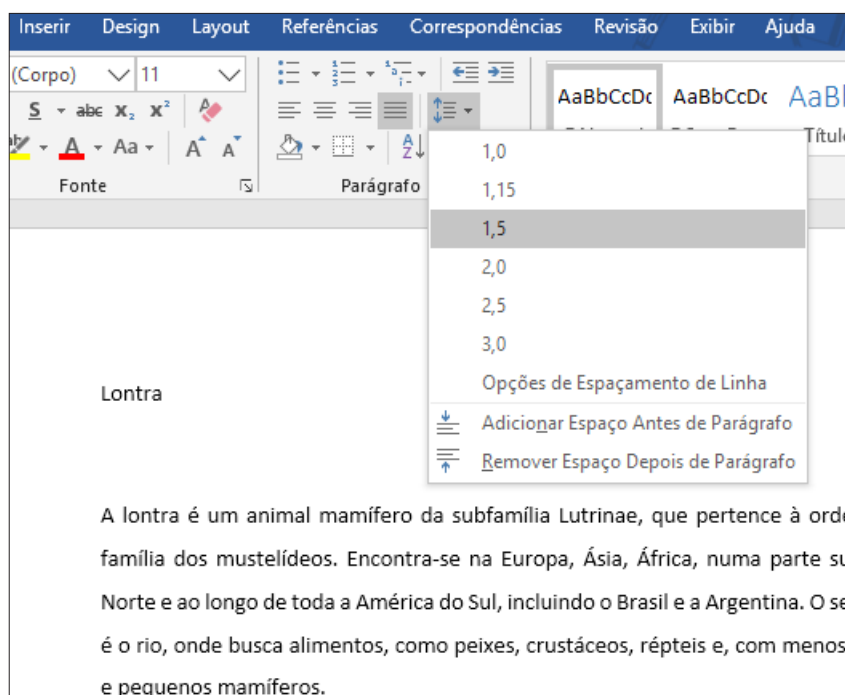 Inserir Design Layout Referências Correspondências Revisão Exibir Ajuda
(Corpo) 11
S abc X₂ X² AaBbCcDc AaBbCcDc AaBl
A Aa A A A Z
Fonte Parágrafo
1,0
1,15
1,5
2,0
2,5
3,0
Opções de Espaçamento de Linha
Adicionar Espaço Antes de Parágrafo
Remover Espaço Depois de Parágrafo
Lontra
A lontra é um animal mamífero da subfamília Lutrinae, que pertence à orde
família dos mustelídeos. Encontra-se na Europa, Ásia, África, numa parte su
Norte e ao longo de toda a América do Sul, incluindo o Brasil e a Argentina. O se
é o rio, onde busca alimentos, como peixes, crustáceos, répteis e, com menos
e pequenos mamíferos.